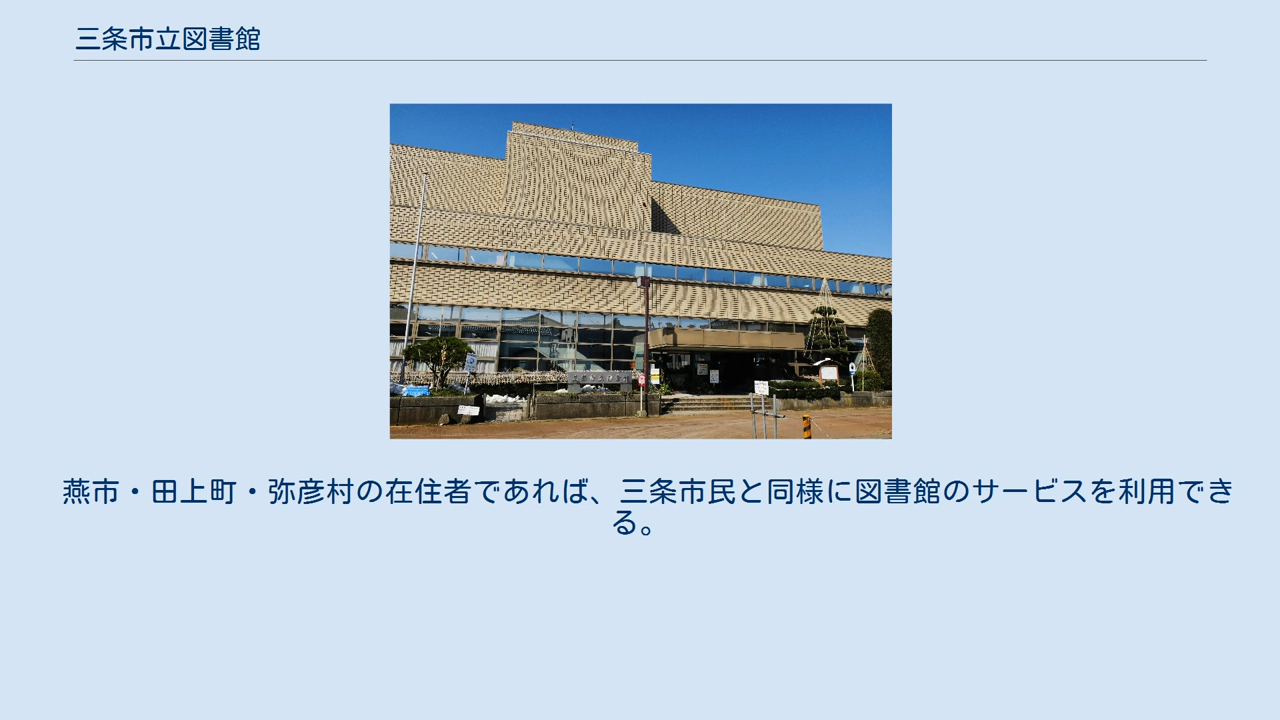 三条市立図書館
燕市・田上町・弥彦村の在住者であれば、三条市民と同様に図書館のサービスを利用でき
る。